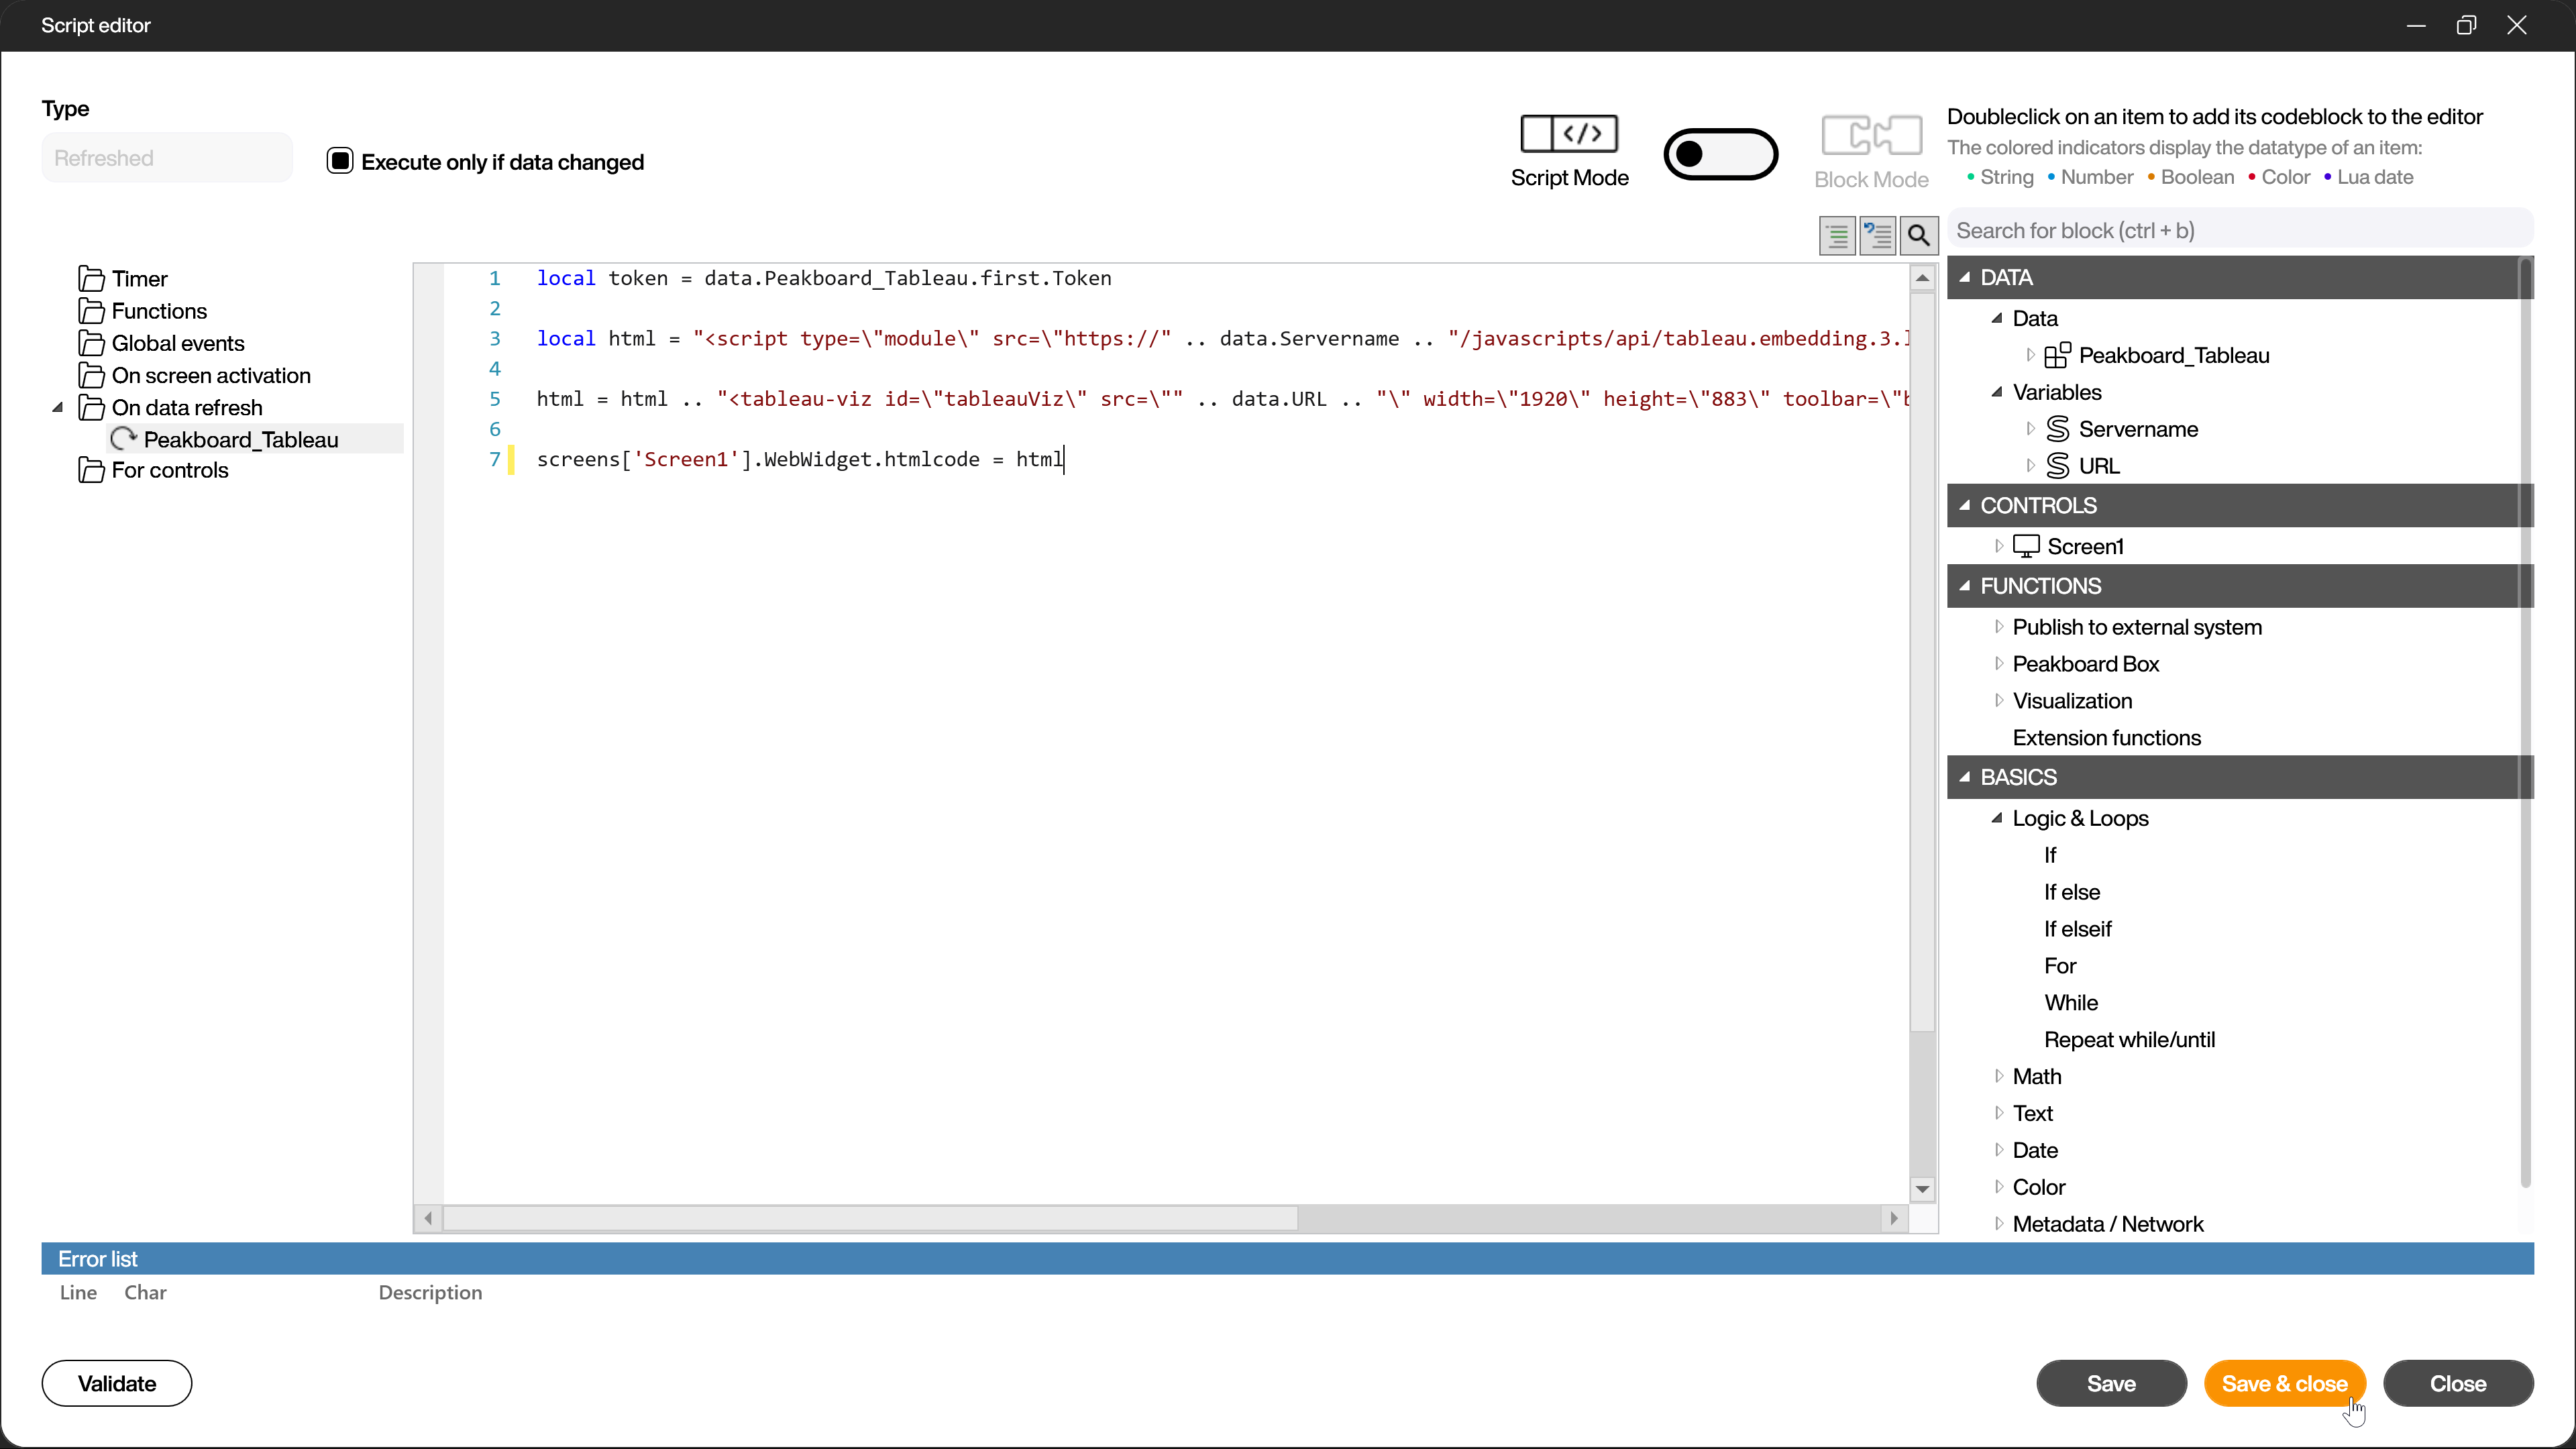 Script editor
Type
Refreshed
Execute only if data changed
Script Mode
Block Mode
Doubleclick on an item to add its codeblock to the editor
The colored indicators display the datatype of an item:
• String • Number • Boolean • Color • Lua date
Search for block (ctrl + b)
Timer
Functions
Global events
On screen activation
On data refresh
Peakboard_Tableau
For controls
1 local token = data.Peakboard_Tableau.first.Token
2
3 local html = "<script type=\"module\" src=\"https://" .. data.Servername .. "/javascripts/api/tableau.embedding.3.
4
5 html = html .. "<tableau-viz id=\"tableauViz\" src=\"" .. data.URL .. "\" width=\"1920\" height=\"883\" toolbar=\"
6
7 screens['Screen1'].WebWidget.htmlcode = html
DATA
Data
Peakboard_Tableau
Variables
Servername
URL
CONTROLS
Screen1
FUNCTIONS
Publish to external system
Peakboard Box
Visualization
Extension functions
BASICS
Logic & Loops
If
If else
If elseif
For
While
Repeat while/until
Math
Text
Date
Color
Metadata / Network
Error list
Line Char Description
Validate
Save
Save & close
Close